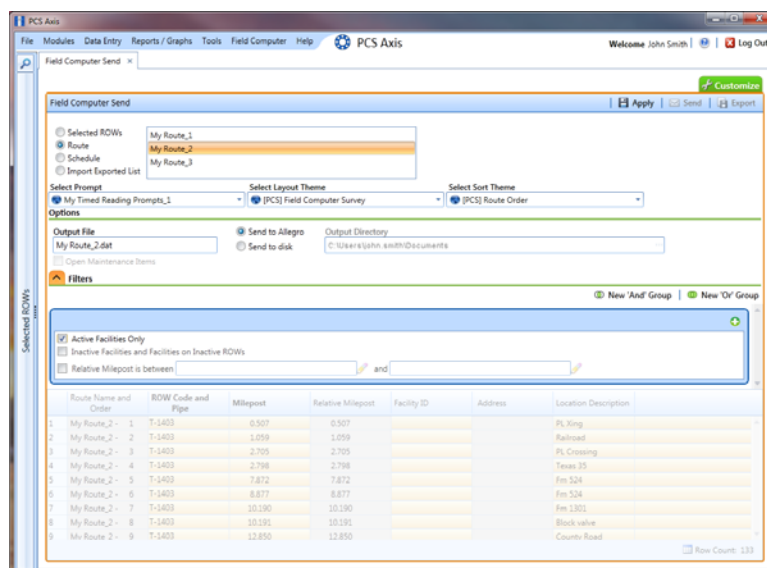 PCS Axis
File Modules Data Entry Reports / Graphs Tools Field Computer Help PCS Axis Welcome John Smith | Log Out
Field Computer Send ×
Customize
Field Computer Send Apply | Send | Export
Selected ROWs
Route
Schedule
Import Exported List
My Route_1
My Route_2
My Route_3
Select Prompt Select Layout Theme Select Sort Theme
My Timed Reading Prompts_1 [PCS] Field Computer Survey [PCS] Route Order
Options
Output File Send to Allegro Output Directory
My Route_2.dat Send to disk C:\Users\john smith\Documents
Open Maintenance Items
Filters
Selected ROWs
New 'And' Group | New 'Or' Group
Active Facilities Only
Inactive Facilities and Facilities on Inactive ROWs
Relative Milepost is between and
Route Name and Order ROW Code and Pipe Milepost Relative Milepost Facility ID Address Location Description
1 My Route_2 - 1 T-1403 0.507 0.507 PL Xing
2 My Route_2 - 2 T-1403 1.059 1.059 Railroad
3 My Route_2 - 3 T-1403 2.705 2.705 PL Crossing
4 My Route_2 - 4 T-1403 2.798 2.798 Texas 35
5 My Route_2 - 5 T-1403 7.872 7.872 Fm 524
6 My Route_2 - 6 T-1403 8.877 8.877 Fm 524
7 My Route_2 - 7 T-1403 10.190 10.190 Fm 1301
8 My Route_2 - 8 T-1403 10.191 10.191 Block valve
9 My Route 2 - 9 T-1403 12.850 12.850 County Road
Row Count: 133